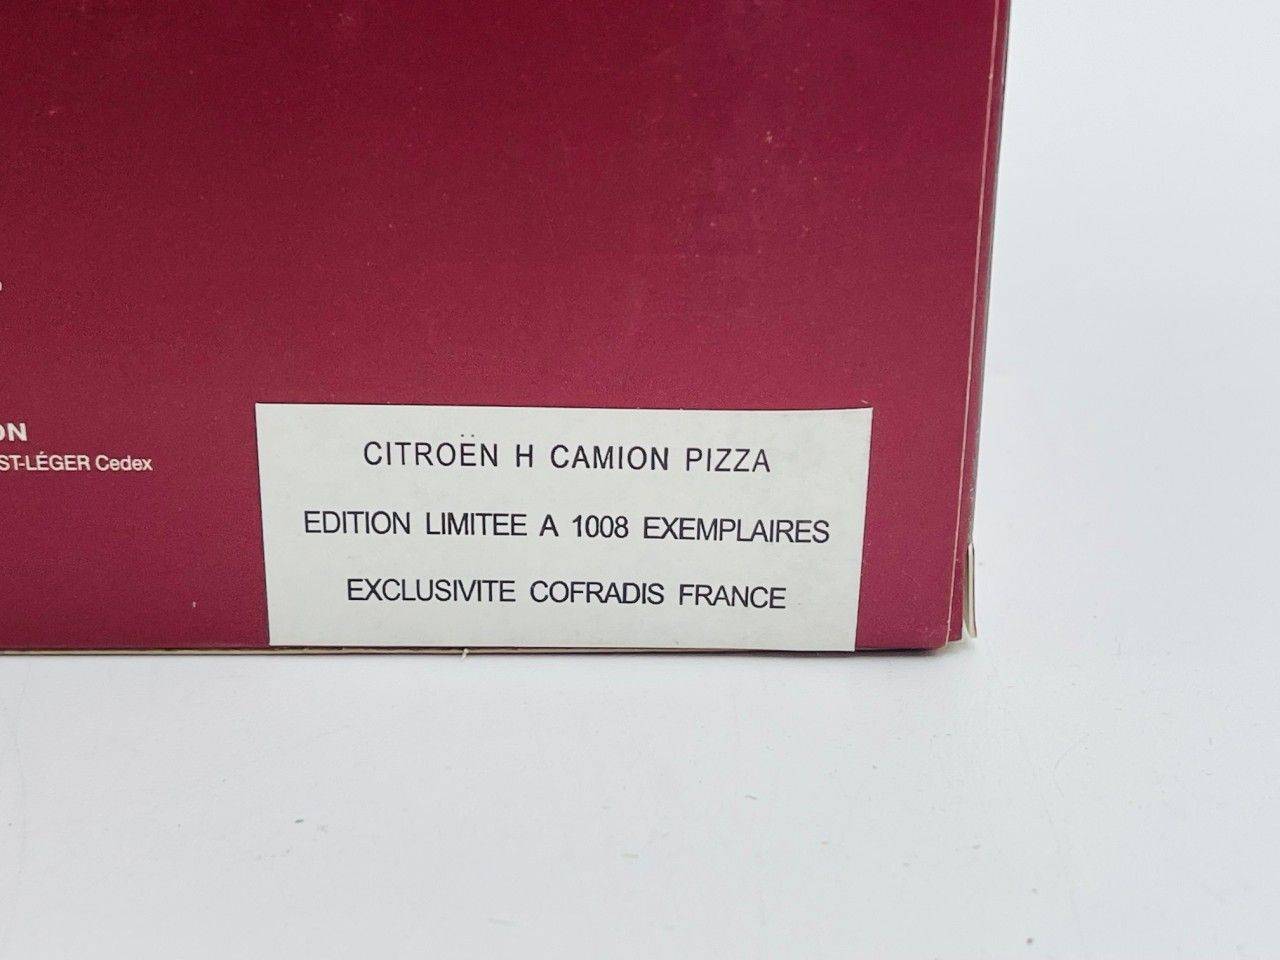 ON
ST-LÉGER Cedex
CITROËN H CAMION PIZZA
EDITION LIMITEE A 1008 EXEMPLAIRES
EXCLUSIVITE COFRADIS FRANCE